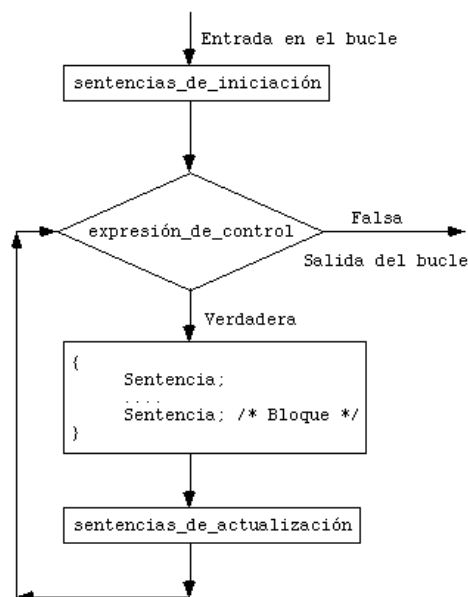 Entrada en el bucle
sentencias_de_iniciación
expresión_de_control
Falsa
Salida del bucle
Verdadera
{
Sentencia;
....
Sentencia; /* Bloque */
}
sentencias_de_actualización